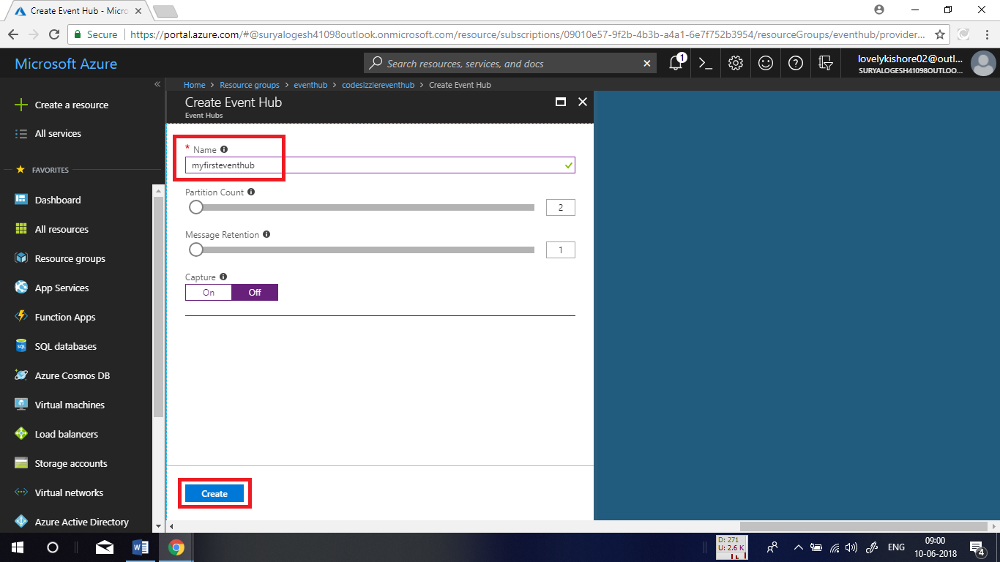 Create Event Hub - Micro
Secure
https://portal.azure.com/#@suryalogesh41098outlook.onmicrosoft.com/resource/subscriptions/09010e57-9f2b-4b3b-a4a1-6e7f752b3954/resourceGroups/eventhub/provider...
Microsoft Azure
Search resources, services, and docs
1
lovelykishore02@outl...
SURYALOGESH41098OUTLOO...
Home > Resource groups > eventhub > codesizzlereventhub > Create Event Hub
Create a resource
All services
FAVORITES
Dashboard
All resources
Resource groups
App Services
Function Apps
SQL databases
Azure Cosmos DB
Virtual machines
Load balancers
Storage accounts
Virtual networks
Azure Active Directory
Create Event Hub
Event Hubs
* Name
myfirsteventhub
Partition Count
2
Message Retention
1
Capture
On Off
Create
D: 271
U: 2.6 K
ENG
09:00
10-06-2018
4